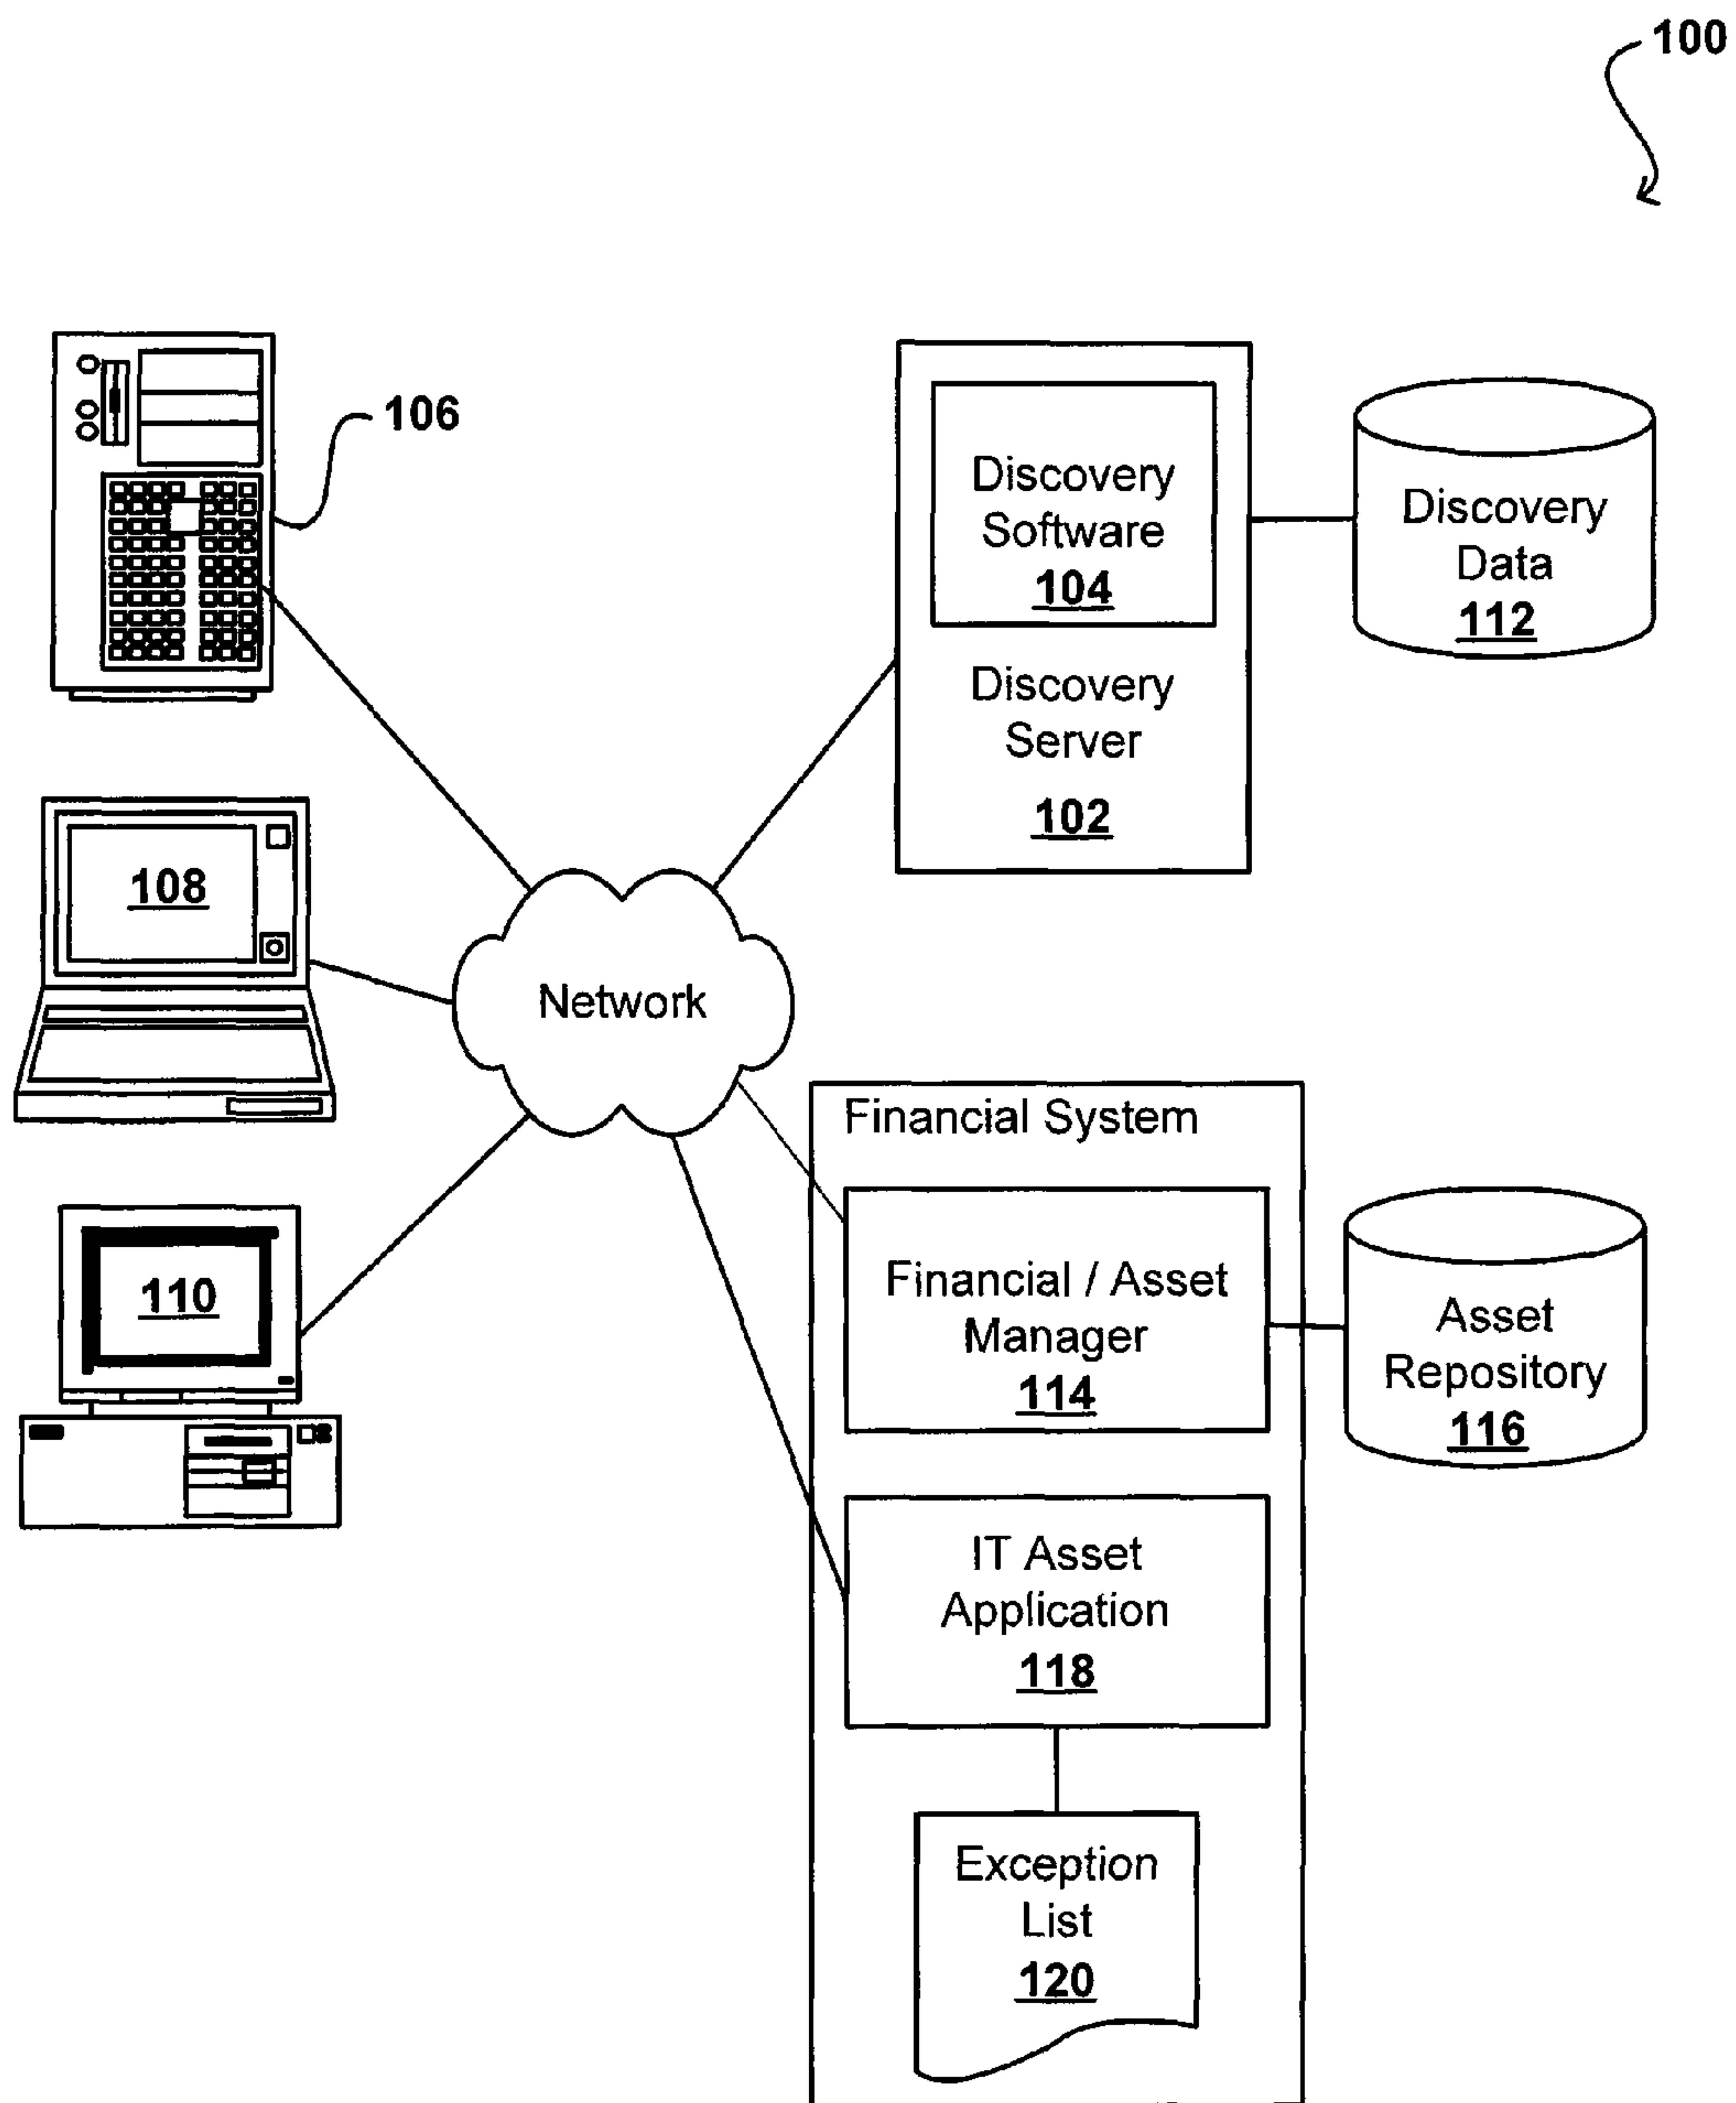 100
106
Discovery
Software
104
Discovery
Server
102
Discovery
Data
112
108
Network
110
Financial System
Financial / Asset
Manager
114
Asset
Repository
116
IT Asset
Application
118
Exception
List
120